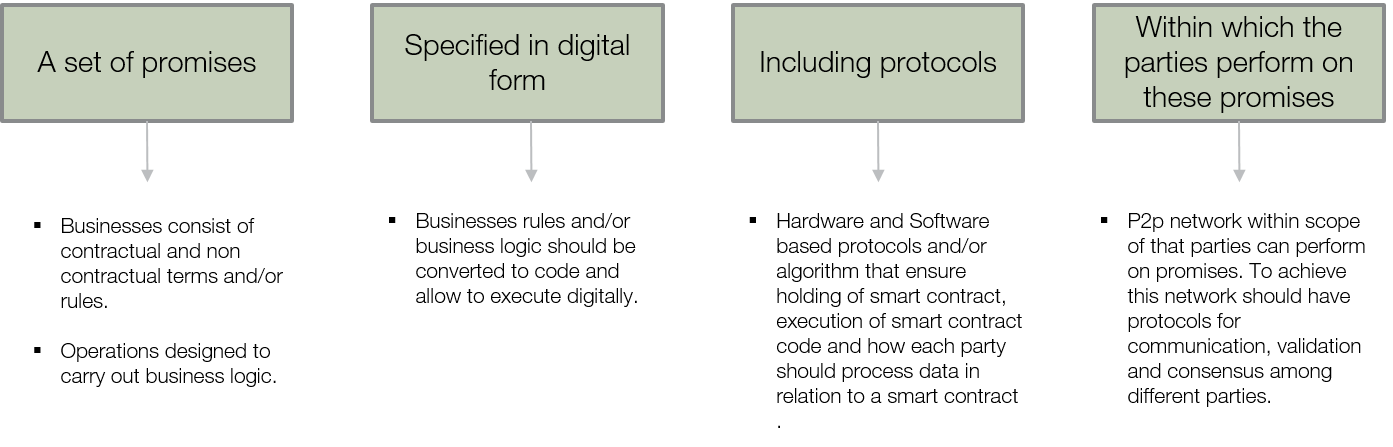 A set of promises
▪ Businesses consist of
contractual and non
contractual terms and/or
rules.
▪ Operations designed to
carry out business logic.
Specified in digital
form
▪ Businesses rules and/or
business logic should be
converted to code and
allow to execute digitally.
Including protocols
▪ Hardware and Software
based protocols and/or
algorithm that ensure
holding of smart contract,
execution of smart contract
code and how each party
should process data in
relation to a smart contract
.
Within which the
parties perform on
these promises
▪ P2p network within scope
of that parties can perform
on promises. To achieve
this network should have
protocols for
communication, validation
and consensus among
different parties.